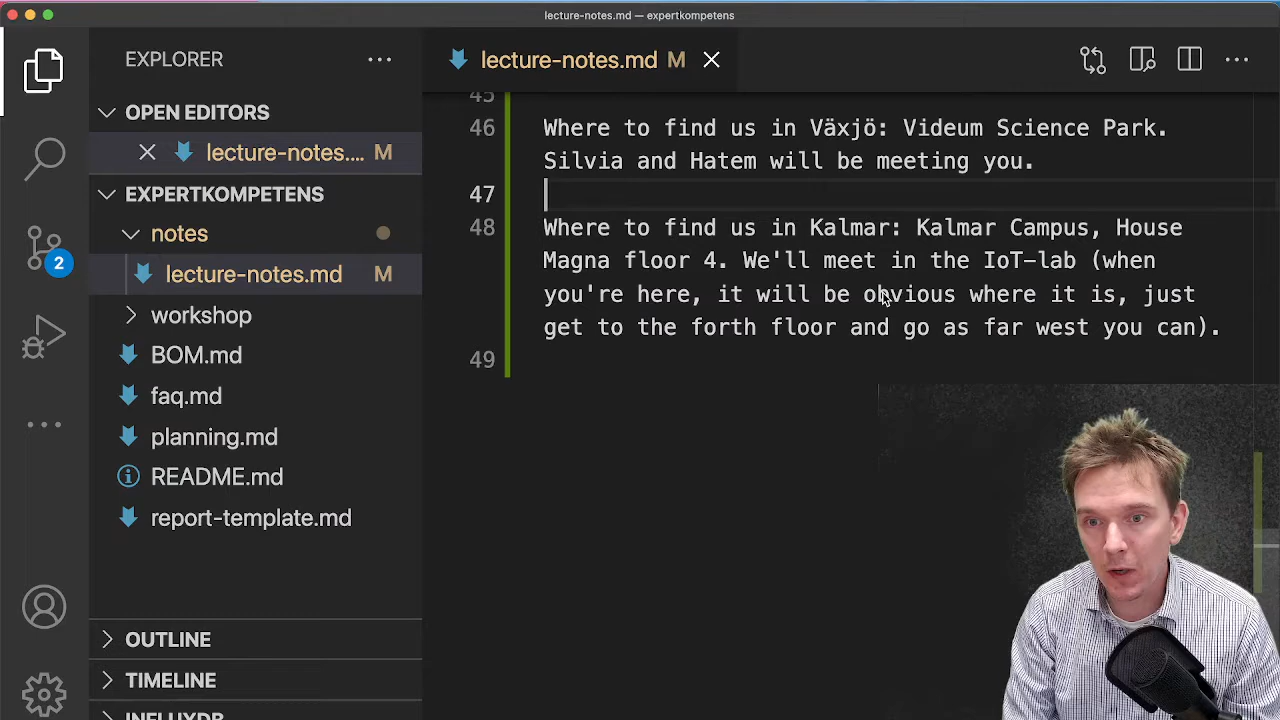 lecture-notes.md — expertkompetens
EXPLORER
lecture-notes.md M
OPEN EDITORS
lecture-notes.... M
EXPERTKOMPETENS
notes
lecture-notes.md M
workshop
BOM.md
faq.md
planning.md
README.md
report-template.md
OUTLINE
TIMELINE
INFLUXDB
2
45
46 Where to find us in Växjö: Videum Science Park.
Silvia and Hatem will be meeting you.
47
48 Where to find us in Kalmar: Kalmar Campus, House
Magna floor 4. We'll meet in the IoT-lab (when
you're here, it will be obvious where it is, just
get to the forth floor and go as far west you can).
49